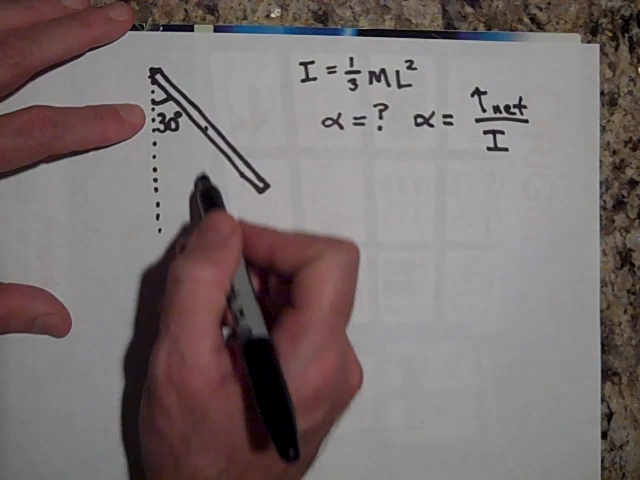 I = 1/3 ML²
α = ? α = τnet / I
30°